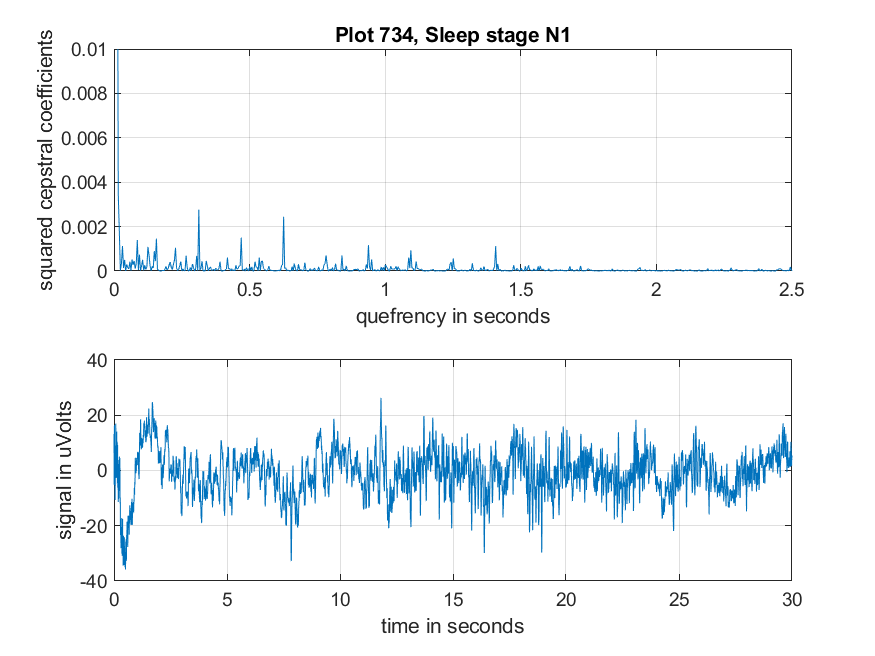 Plot 734, Sleep stage N1
squared cepstral coefficients
0.01
0.008
0.006
0.004
0.002
0
0 0.5 1 1.5 2 2.5
quefrency in seconds
signal in uVolts
40
20
0
-20
-40
0 5 10 15 20 25 30
time in seconds